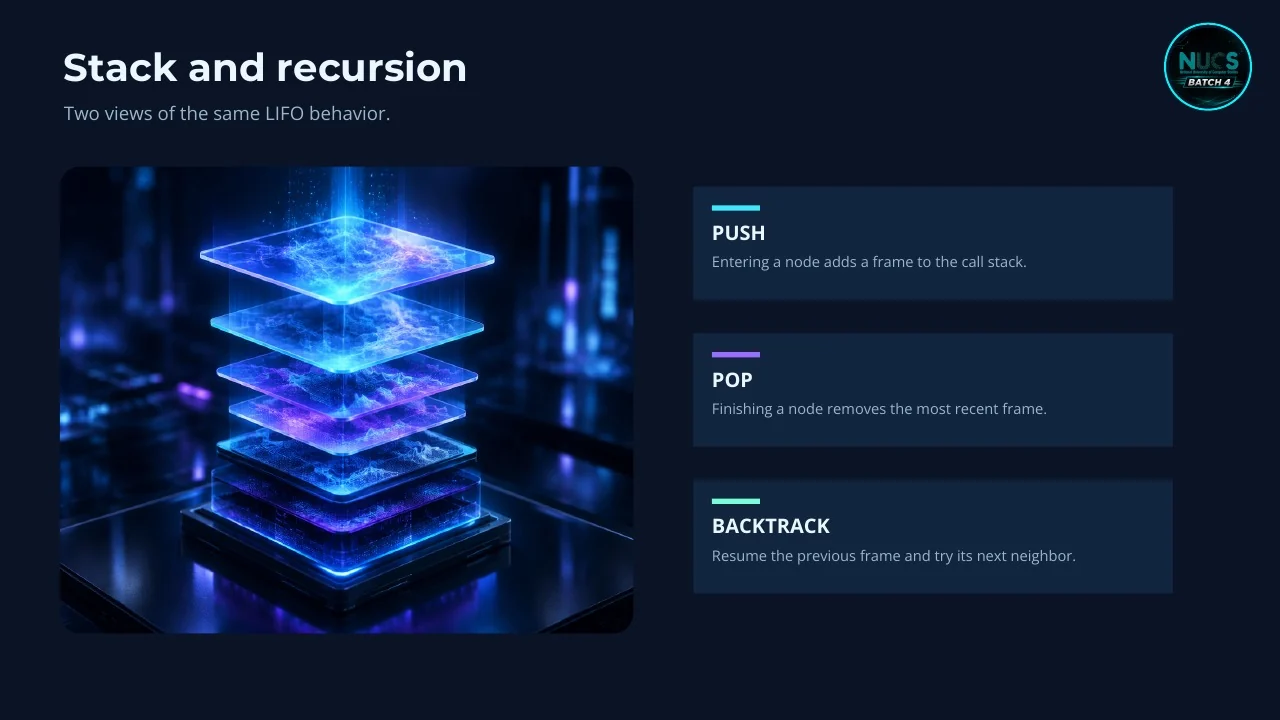 Stack and recursion
Two views of the same LIFO behavior.
NUCS
BATCH 4
PUSH
Entering a node adds a frame to the call stack.
POP
Finishing a node removes the most recent frame.
BACKTRACK
Resume the previous frame and try its next neighbor.